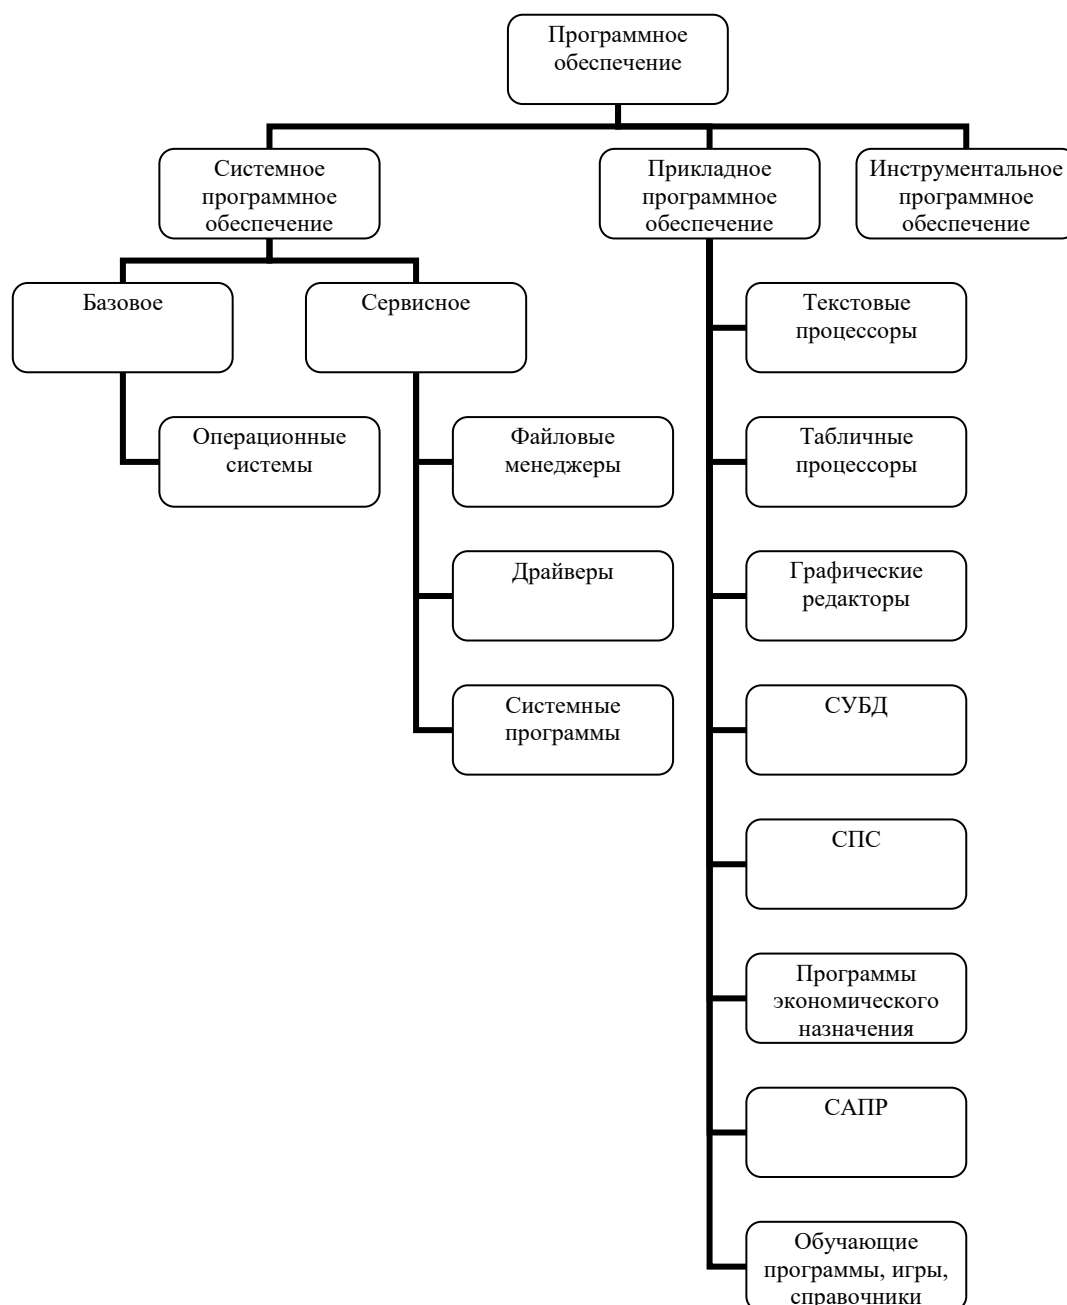 Программное
обеспечение
Системное
программное
обеспечение
Прикладное
программное
обеспечение
Инструментальное
программное
обеспечение
Базовое
Сервисное
Текстовые
процессоры
Операционные
системы
Файловые
менеджеры
Табличные
процессоры
Драйверы
Графические
редакторы
Системные
программы
СУБД
СПС
Программы
экономического
назначения
САПР
Обучающие
программы, игры,
справочники